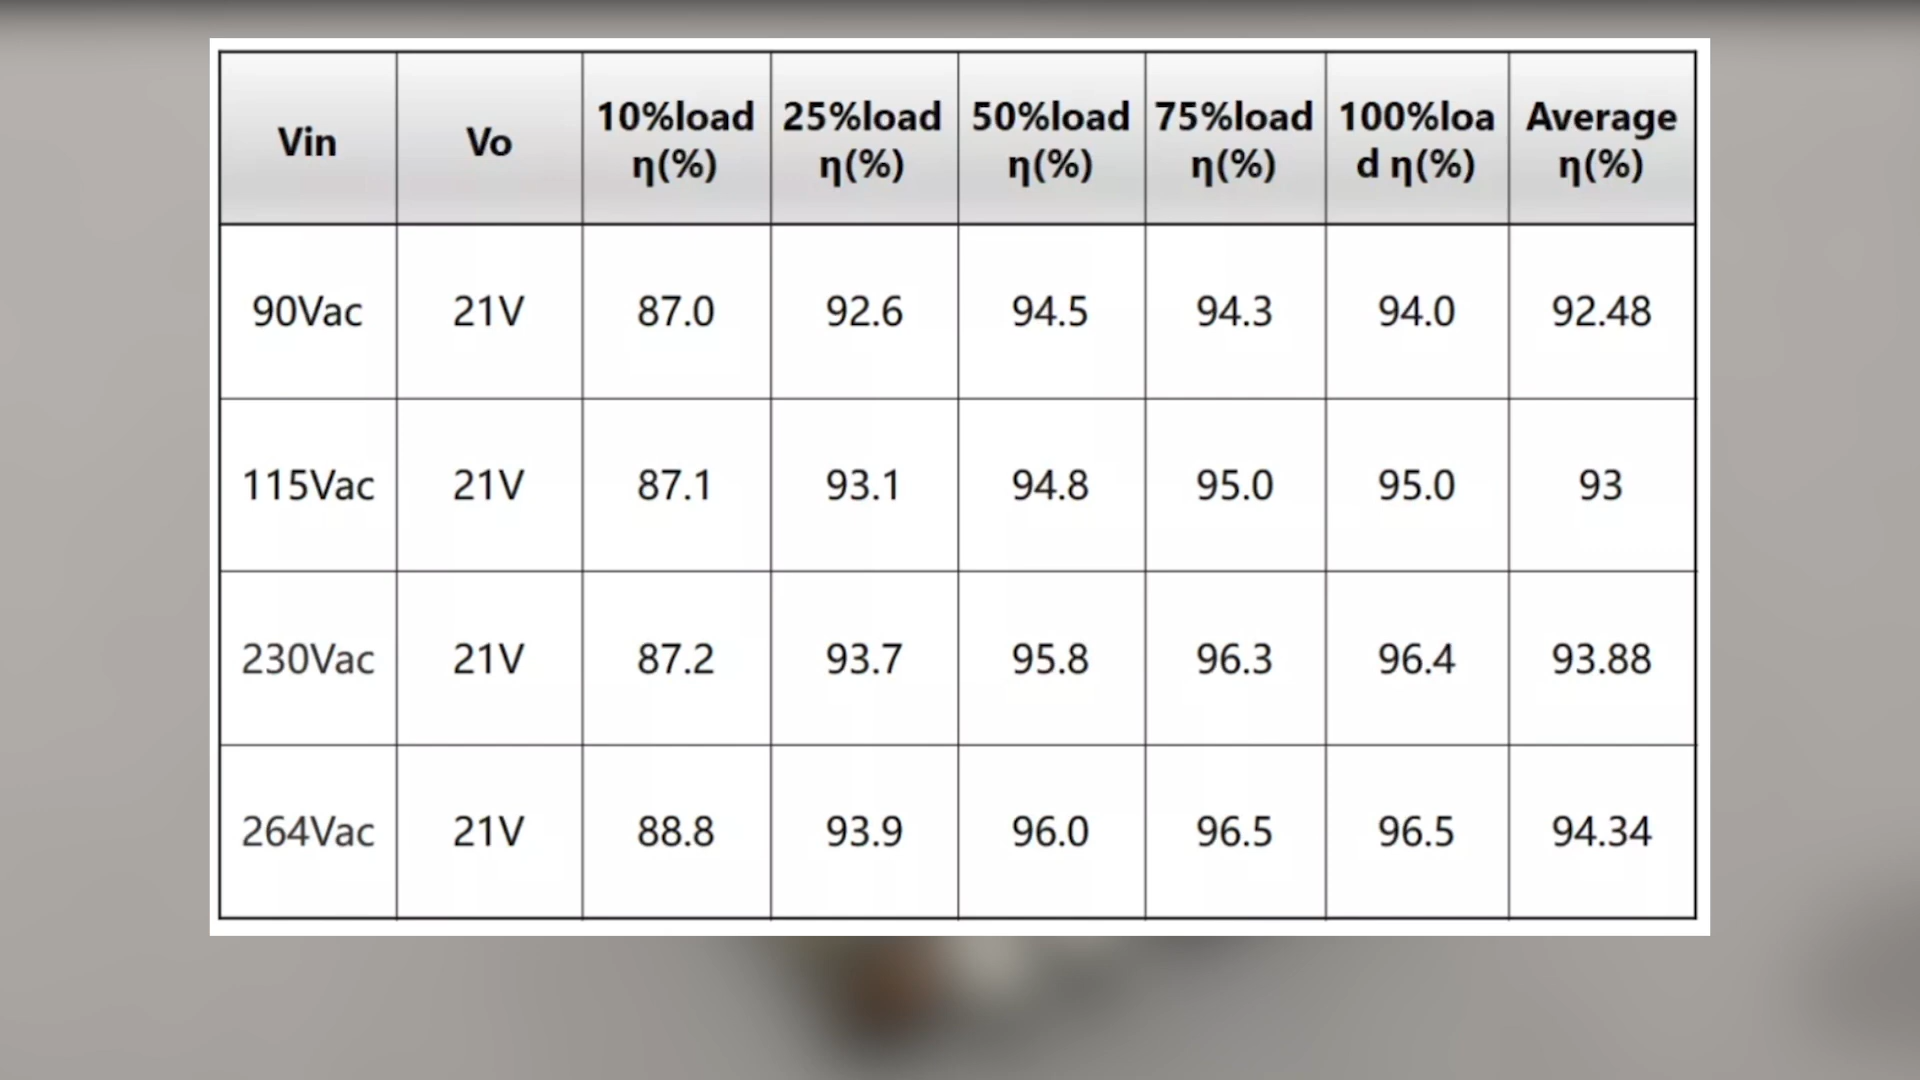 Vin Vo 10%load η(%) 25%load η(%) 50%load η(%) 75%load η(%) 100%loa d η(%) Average η(%)
90Vac 21V 87.0 92.6 94.5 94.3 94.0 92.48
115Vac 21V 87.1 93.1 94.8 95.0 95.0 93
230Vac 21V 87.2 93.7 95.8 96.3 96.4 93.88
264Vac 21V 88.8 93.9 96.0 96.5 96.5 94.34